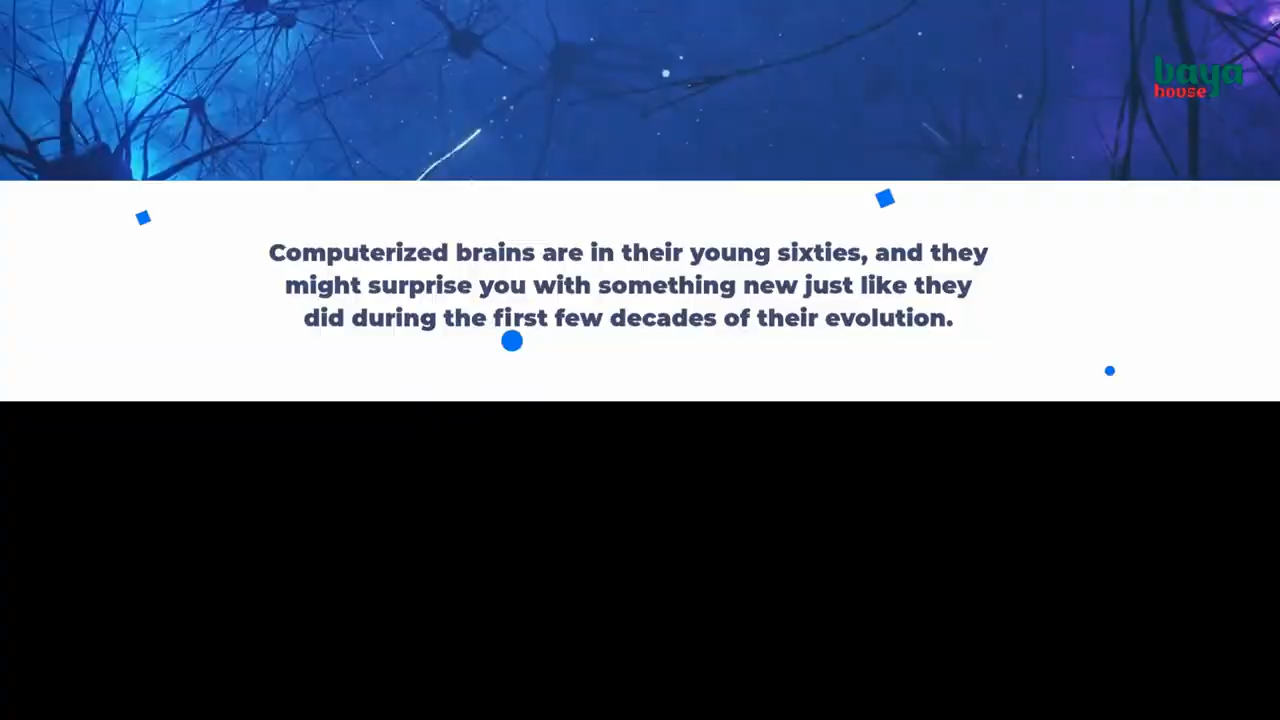 baya
house
Computerized brains are in their young sixties, and they
might surprise you with something new just like they
did during the first few decades of their evolution.